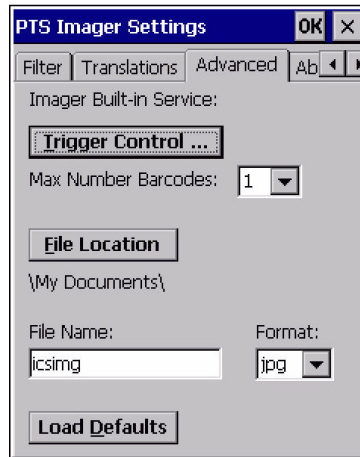 PTS Imager Settings OK ×
Filter Translations Advanced Ab
Imager Built-in Service:
Trigger Control ...
Max Number Barcodes: 1
File Location
\My Documents\
File Name: Format:
icsimg jpg
Load Defaults